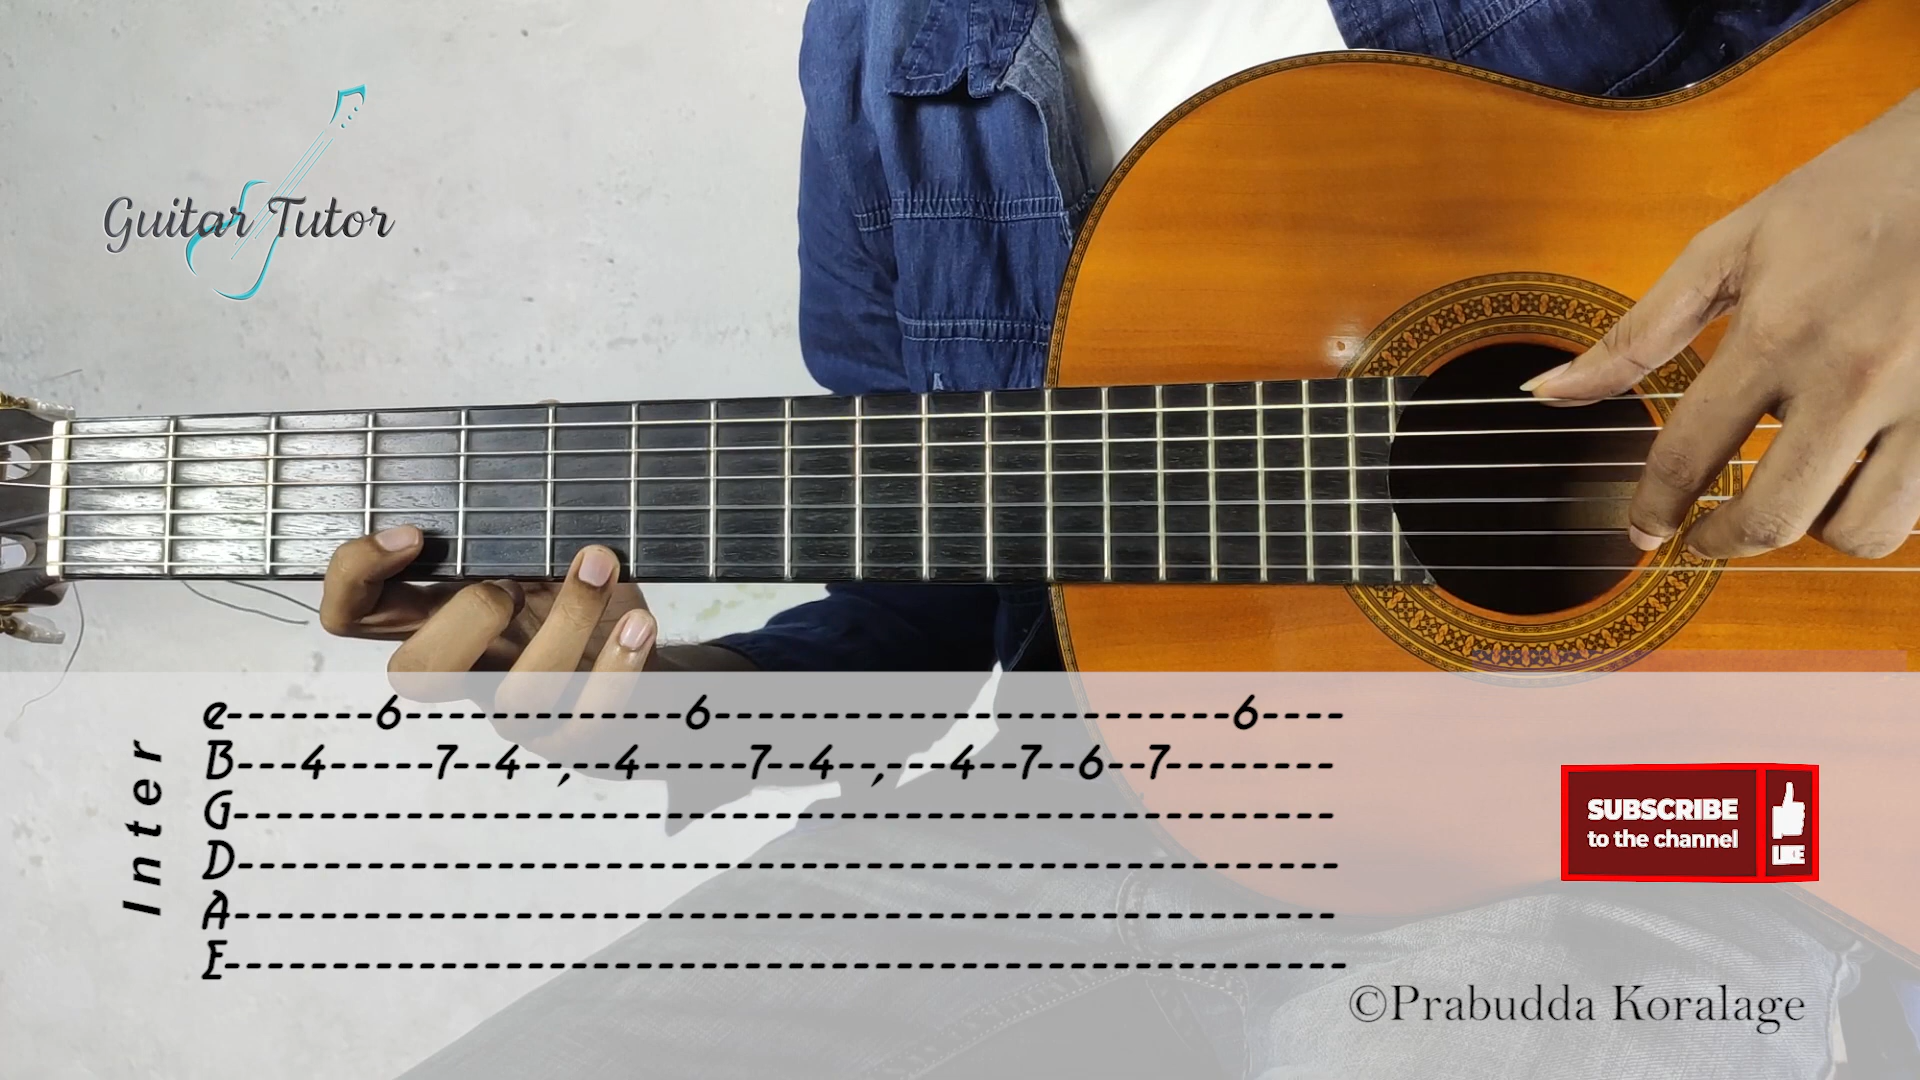 Guitar Tutor
Inter
e-------6-------------6-------------------------6----
B---4-----7--4--,--4-----7--4--,---4--7--6--7--------
G----------------------------------------------------
D----------------------------------------------------
A----------------------------------------------------
E----------------------------------------------------
SUBSCRIBE
to the channel
LIKE
©Prabudda Koralage